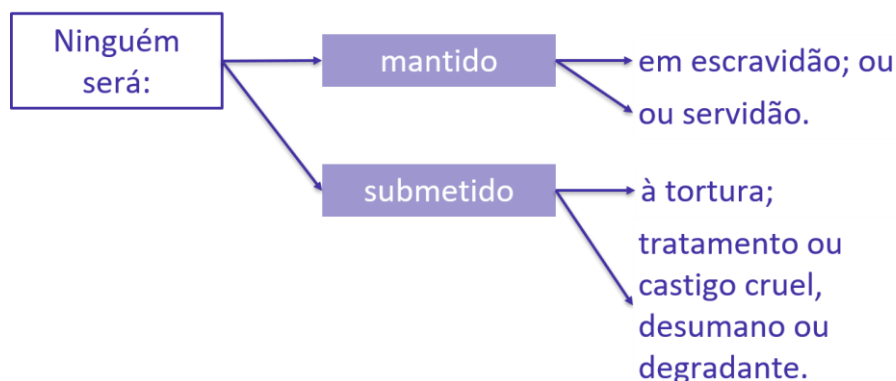 Ninguém
será:
mantido
em escravidão; ou
ou servidão.
submetido
à tortura;
tratamento ou
castigo cruel,
desumano ou
degradante.